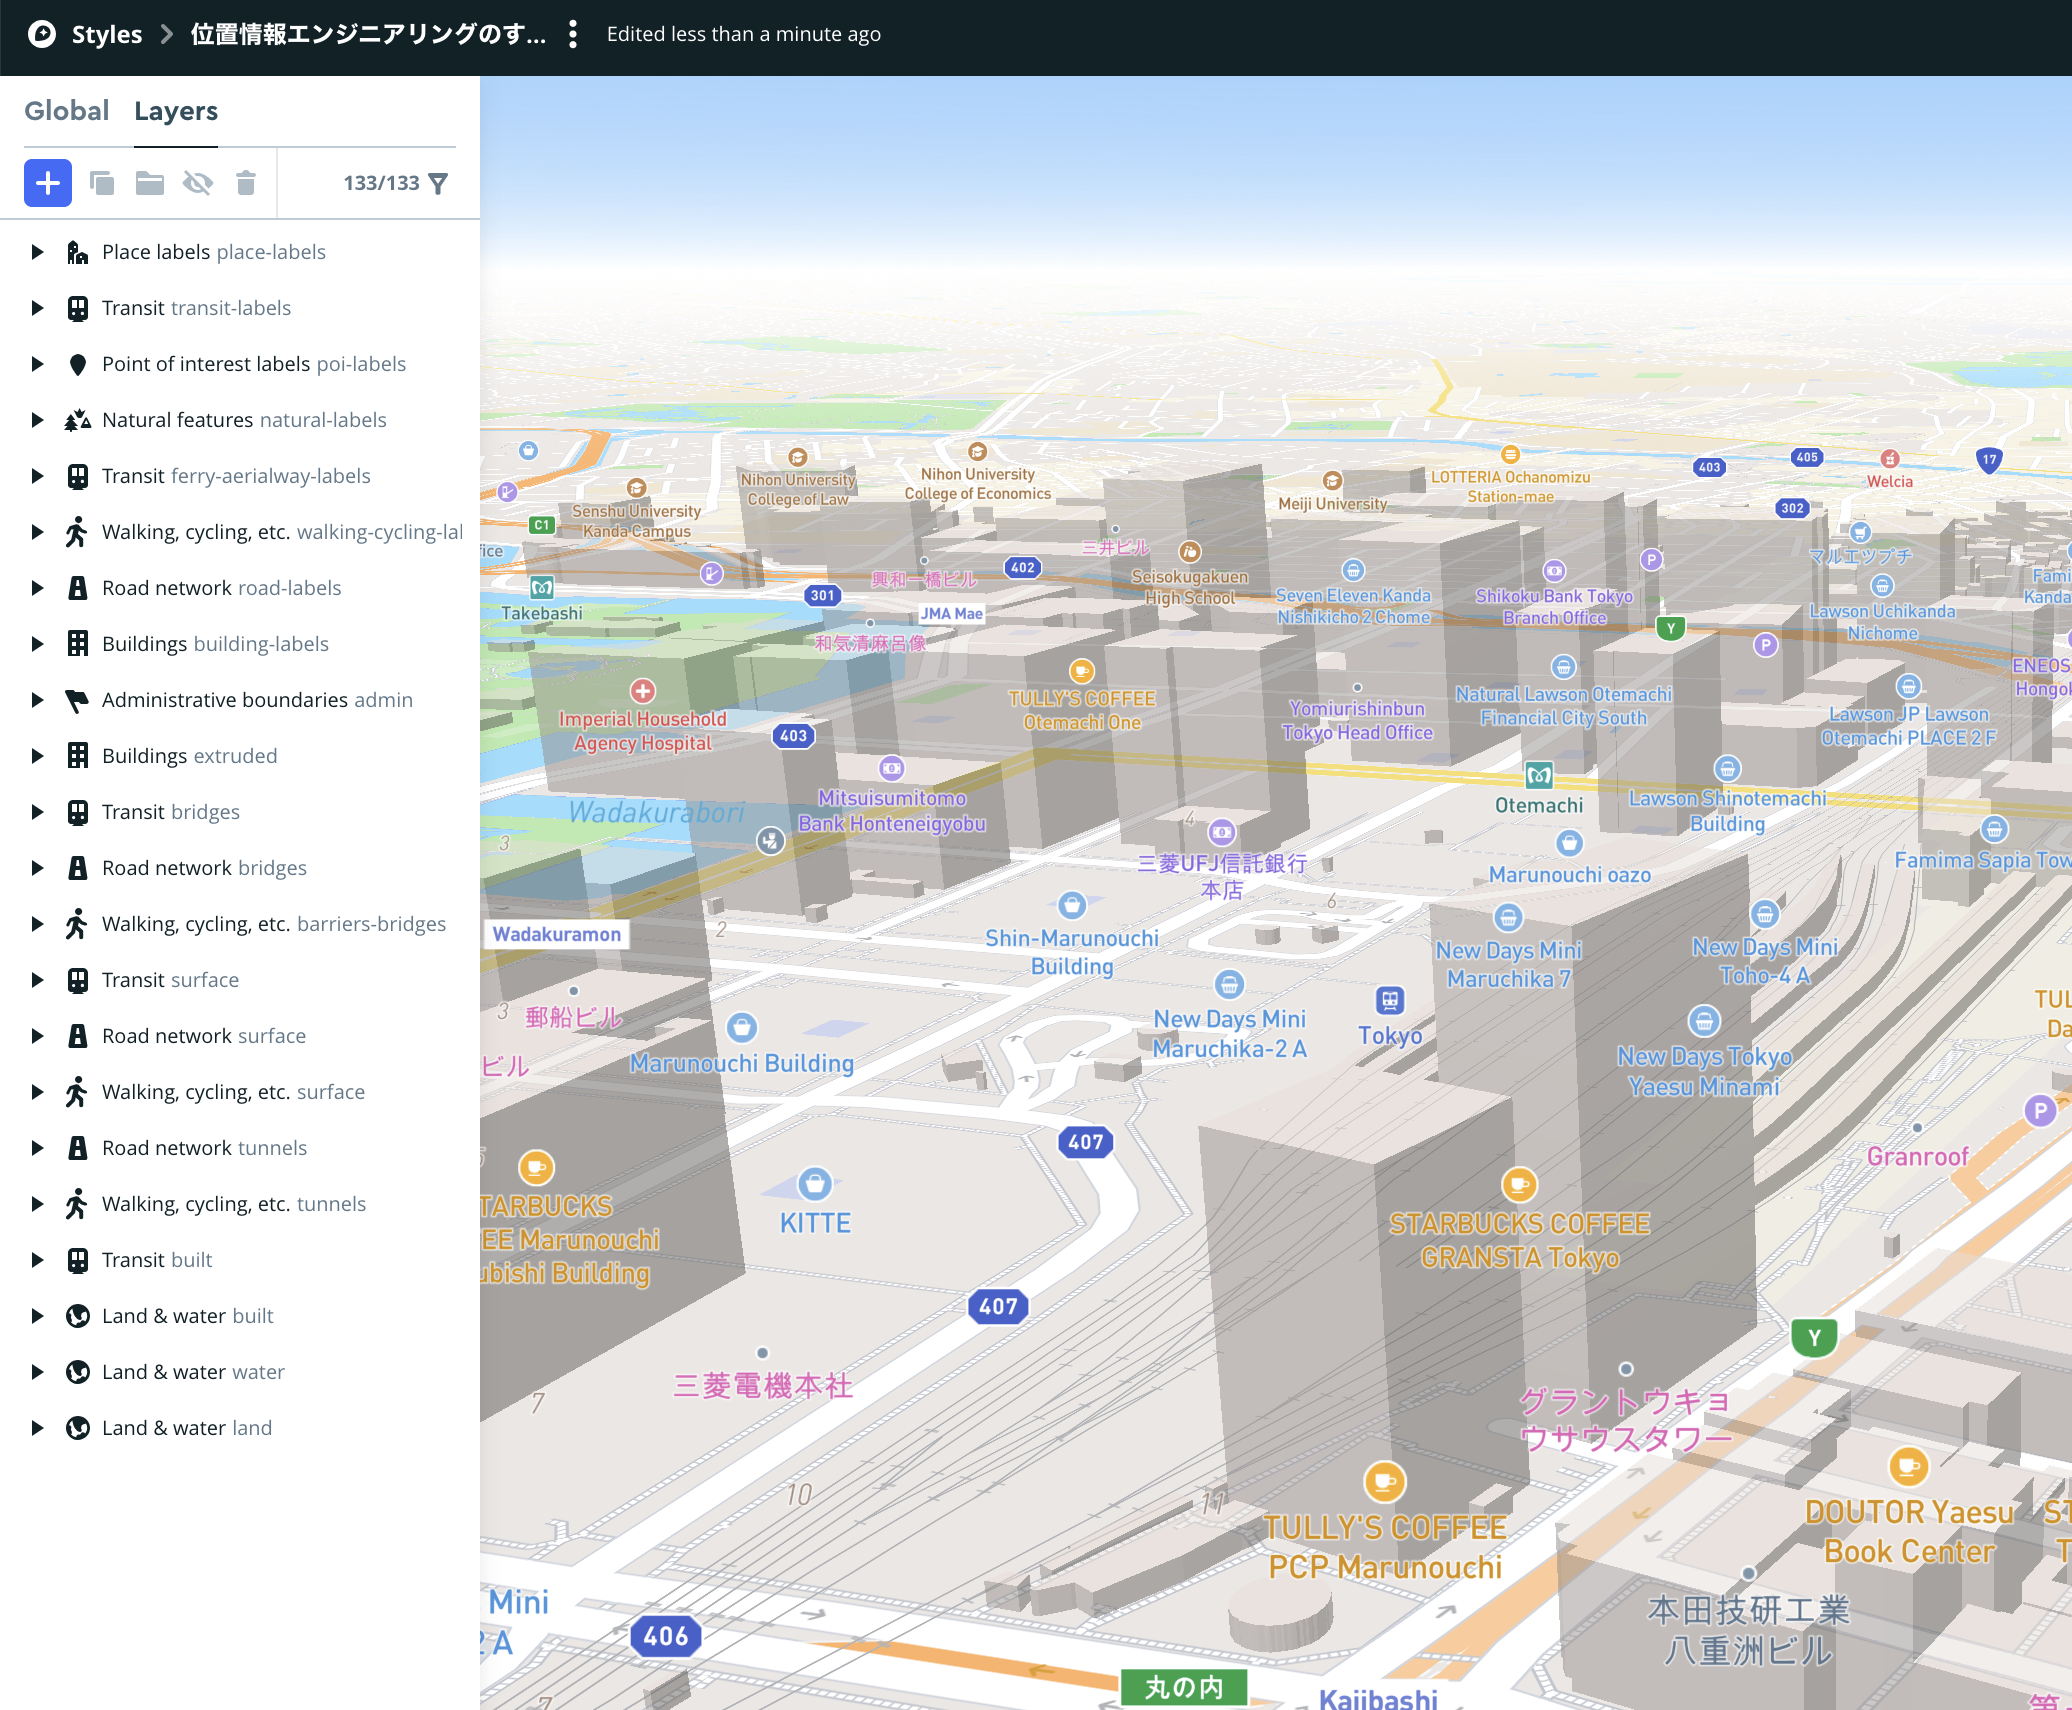 Styles 位置情報エンジニアリングのす... Edited less than a minute ago
Global Layers
133/133
Place labels place-labels
Transit transit-labels
Point of interest labels poi-labels
Natural features natural-labels
Transit ferry-aerialway-labels
Walking, cycling, etc. walking-cycling-lal
Road network road-labels
Buildings building-labels
Administrative boundaries admin
Buildings extruded
Transit bridges
Road network bridges
Walking, cycling, etc. barriers-bridges
Transit surface
Road network surface
Walking, cycling, etc. surface
Road network tunnels
Walking, cycling, etc. tunnels
Transit built
Land & water built
Land & water water
Land & water land
Nihon University
College of Law
Nihon University
College of Economics
Meiji University
LOTTERIA Ochanomizu
Station-mae
403
405
17
Welcia
302
Senshu University
Kanda Campus
C1
fice
Takebashi
三井ビル
興和一橋ビル
402
301
JMA Mae
和気清麻呂像
Seisokugakuen
High School
Seven Eleven Kanda
Nishikicho 2 Chome
Shikoku Bank Tokyo
Branch Office
P
Y
P
マルエツプチ
Lawson Uchikanda
Nichome
Fami
Kanda
ENEOS
Hongok
Imperial Household
Agency Hospital
403
TULLY'S COFFEE
Otemachi One
Yomiurishinbun
Tokyo Head Office
Natural Lawson Otemachi
Financial City South
Lawson JP Lawson
Otemachi PLACE 2 F
Mitsuisumitomo
Bank Honteneigyobu
Wadakurabori
3
4
三菱UFJ信託銀行
本店
Otemachi
Lawson Shinotemachi
Building
Marunouchi oazo
Famima Sapia Tow
6
2
Wadakuramon
Shin-Marunouchi
Building
New Days Mini
Maruchika 7
New Days Mini
Toho-4 A
New Days Mini
Maruchika-2 A
Tokyo
3
郵船ビル
ビル
Marunouchi Building
New Days Tokyo
Yaesu Minami
TUL
Da
P
407
Granroof
TARBUCKS
EE Marunouchi
ubishi Building
KITTE
STARBUCKS COFFEE
GRANSTA Tokyo
407
Y
三菱電機本社
7
グラントウキョ
ウサウスタワー
10
11
TULLY'S COFFEE
PCP Marunouchi
DOUTOR Yaesu
Book Center
ST
T
Mini
2 A
406
本田技研工業
八重洲ビル
丸の内
Kajibashi
7
第